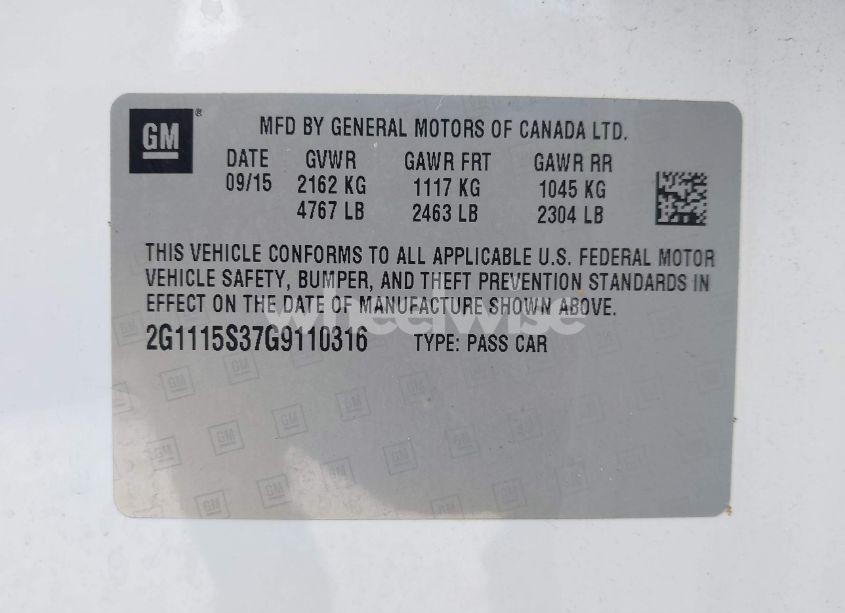 GM ®
MFD BY GENERAL MOTORS OF CANADA LTD.
DATE GVWR GAWR FRT GAWR RR
09/15 2162 KG 1117 KG 1045 KG
4767 LB 2463 LB 2304 LB
THIS VEHICLE CONFORMS TO ALL APPLICABLE U.S. FEDERAL MOTOR
VEHICLE SAFETY, BUMPER, AND THEFT PREVENTION STANDARDS IN
EFFECT ON THE DATE OF MANUFACTURE SHOWN ABOVE.
wheelwise
2G1115S37G9110316 TYPE: PASS CAR